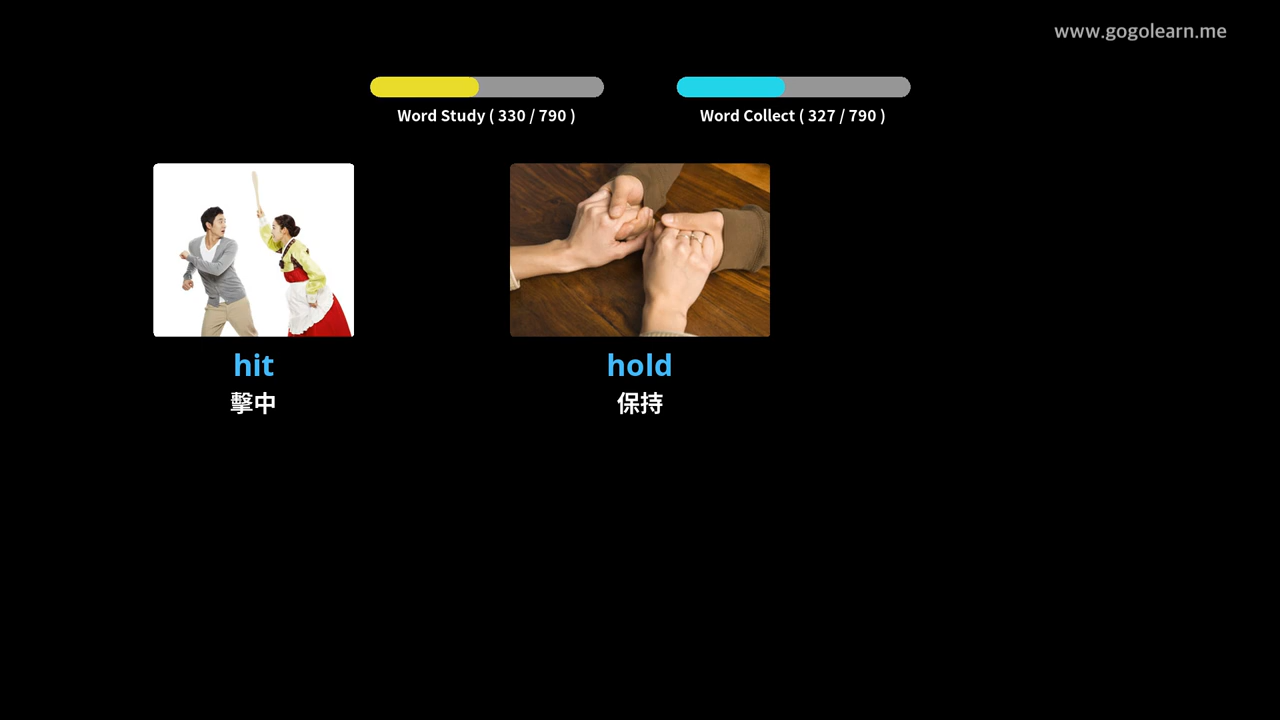 www.gogolearn.me
Word Study ( 330 / 790 )
Word Collect ( 327 / 790 )
hit
擊中
hold
保持